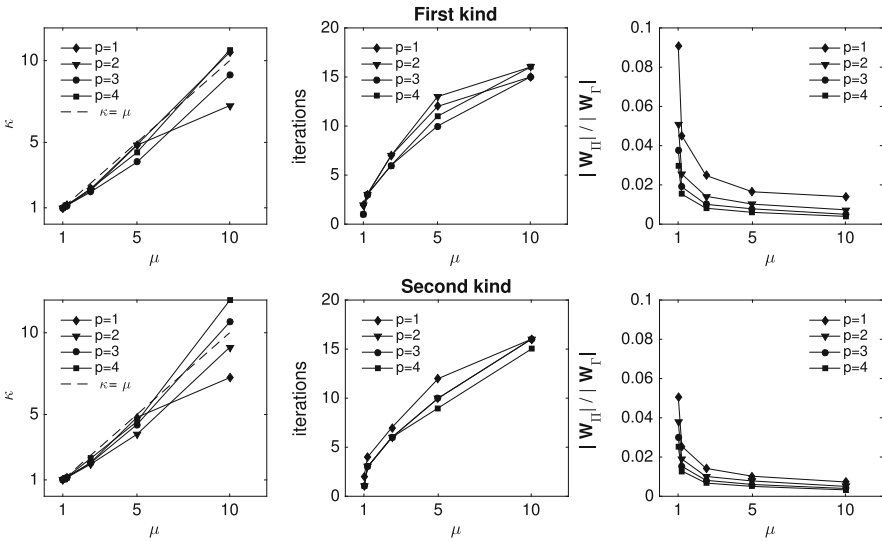 First kind
p=1
p=2
p=3
p=4
κ= μ
10
5
1
κ
1
5
10
μ
p=1
p=2
p=3
p=4
20
15
10
5
0
iterations
1
5
10
μ
p=1
p=2
p=3
p=4
0.1
0.08
0.06
0.04
0.02
0
| W_Π | / | W_Γ |
1
5
10
μ
Second kind
p=1
p=2
p=3
p=4
κ= μ
10
5
1
κ
1
5
10
μ
p=1
p=2
p=3
p=4
20
15
10
5
0
iterations
1
5
10
μ
p=1
p=2
p=3
p=4
0.1
0.08
0.06
0.04
0.02
0
| W_Π | / | W_Γ |
1
5
10
μ